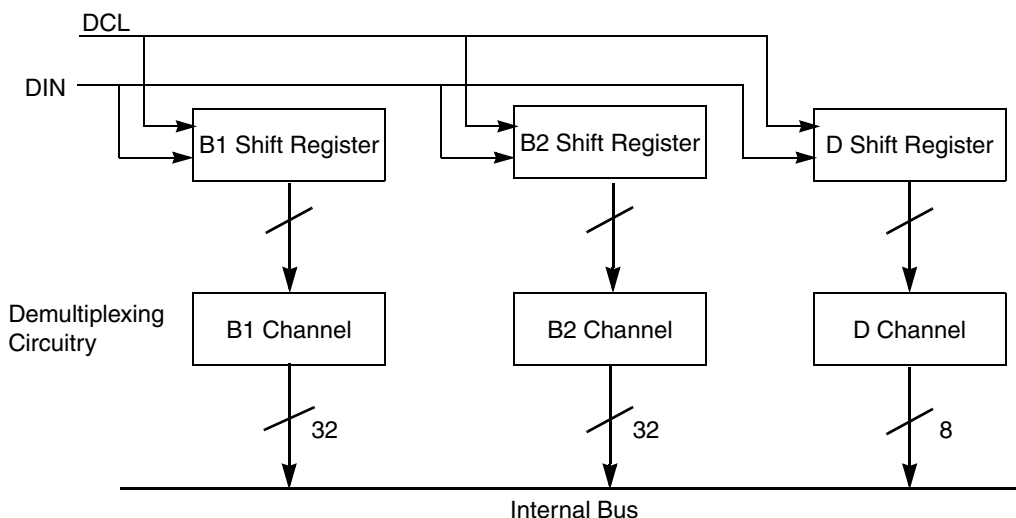 DCL
DIN
B1 Shift Register
B2 Shift Register
D Shift Register
Demultiplexing
Circuitry
B1 Channel
B2 Channel
D Channel
32
32
8
Internal Bus